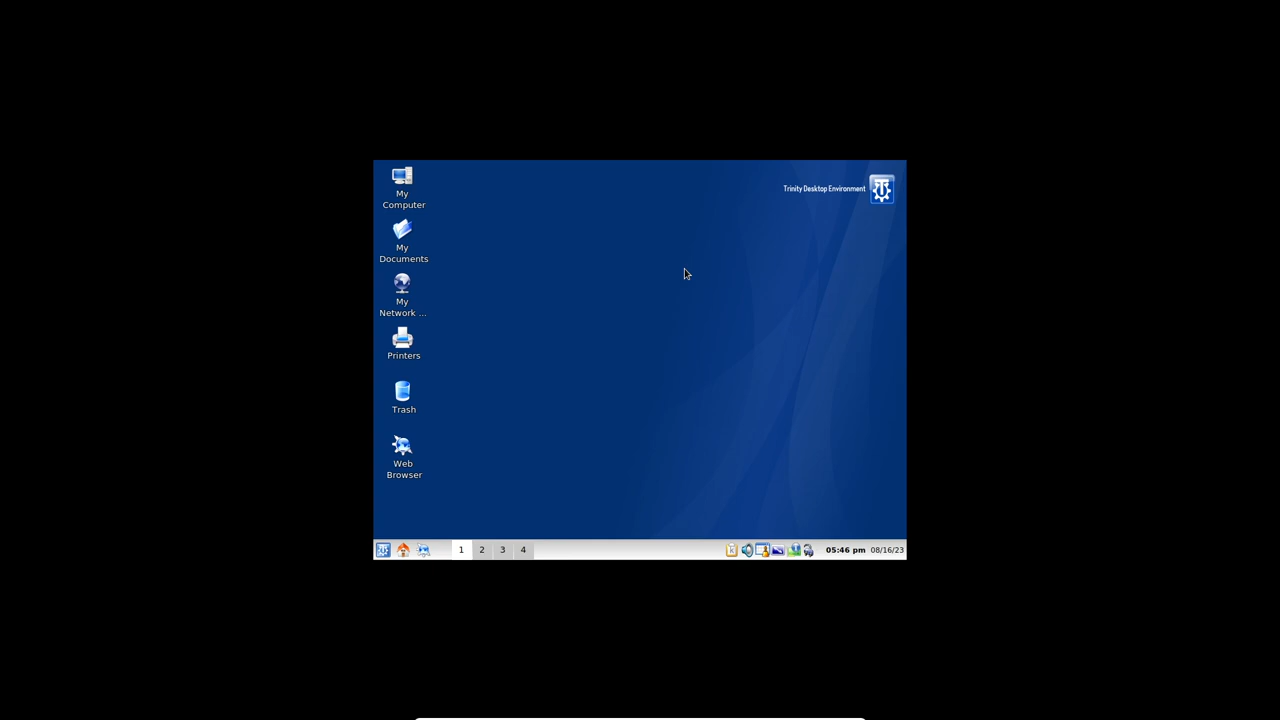 Trinity Desktop Environment
My
Computer
My
Documents
My
Network ...
Printers
Trash
Web
Browser
1 2 3 4
05:46 pm 08/16/23